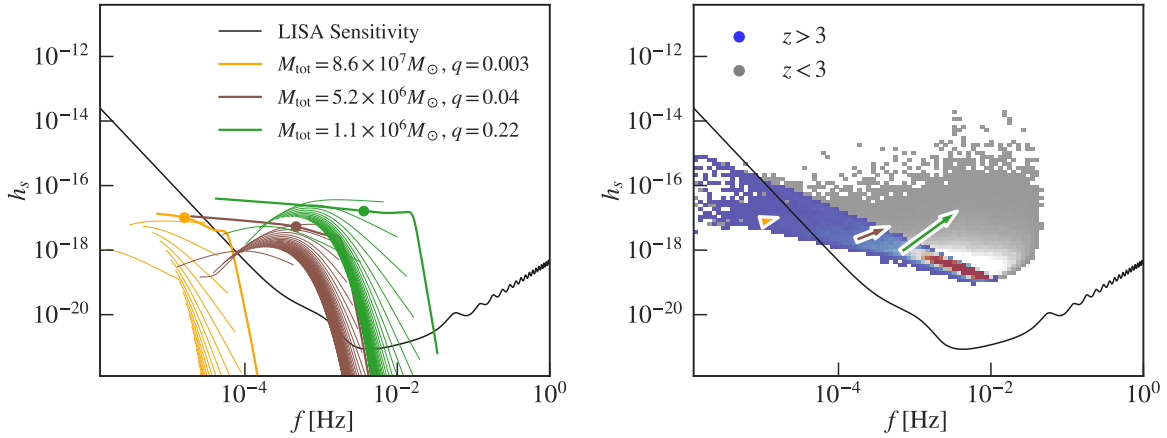 LISA Sensitivity
M_tot = 8.6 × 10^7 M_⊙, q = 0.003
M_tot = 5.2 × 10^6 M_⊙, q = 0.04
M_tot = 1.1 × 10^6 M_⊙, q = 0.22
10^−12
10^−14
10^−16
10^−18
10^−20
h_s
10^−4
10^−2
10^0
f [Hz]
z > 3
z < 3
10^−12
10^−14
10^−16
10^−18
10^−20
h_s
10^−4
10^−2
10^0
f [Hz]